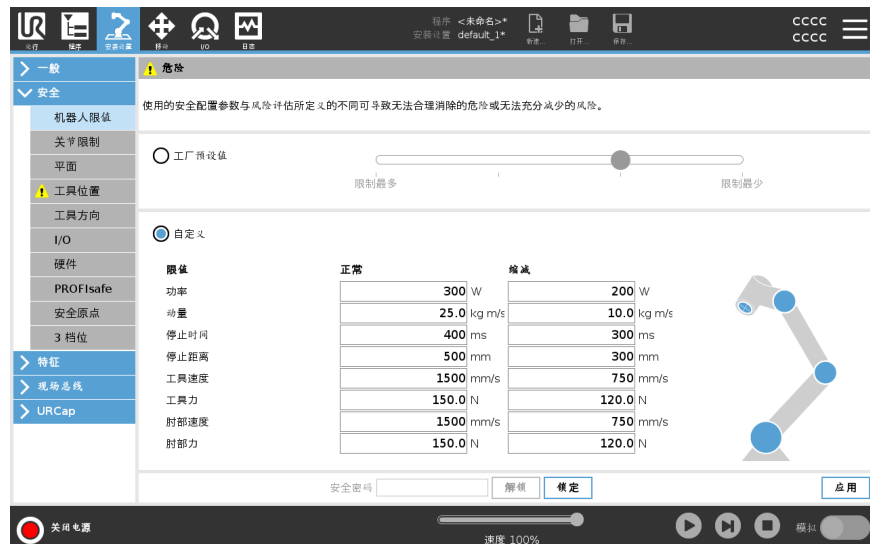 程序 <未命名>*
安装设置 default_1*
cccc
cccc
运行 程序 安装设置 移动 I/O 日志 新建... 打开... 保存...
一般
安全
机器人限值
关节限制
平面
工具位置
工具方向
I/O
硬件
PROFIsafe
安全原点
3 档位
特征
现场总线
URCap
危险
使用的安全配置参数与风险评估所定义的不同可导致无法合理消除的危险或无法充分减少的风险。
工厂预设值
限制最多 限制最少
自定义
限值 正常 缩减
功率 300 W 200 W
动量 25.0 kg m/s 10.0 kg m/s
停止时间 400 ms 300 ms
停止距离 500 mm 300 mm
工具速度 1500 mm/s 750 mm/s
工具力 150.0 N 120.0 N
肘部速度 1500 mm/s 750 mm/s
肘部力 150.0 N 120.0 N
安全密码 解锁 锁定 应用
关闭电源
速度 100%
模拟